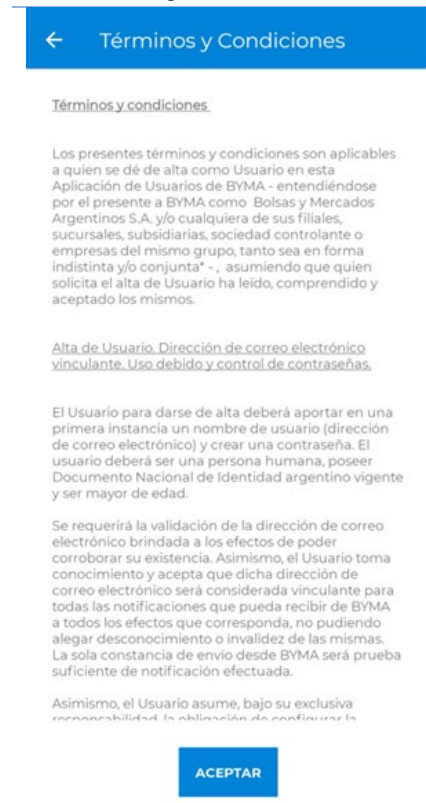 Términos y Condiciones
Términos y condiciones
Los presentes términos y condiciones son aplicables
a quien se dé de alta como Usuario en esta
Aplicación de Usuarios de BYMA - entendiéndose
por el presente a BYMA como Bolsas y Mercados
Argentinos S.A. y/o cualquiera de sus filiales,
sucursales, subsidiarias, sociedad controlante o
empresas del mismo grupo, tanto sea en forma
indistinta y/o conjunta* - , asumiendo que quien
solicita el alta de Usuario ha leído, comprendido y
aceptado los mismos.
Alta de Usuario. Dirección de correo electrónico
vinculante. Uso debido y control de contraseñas.
El Usuario para darse de alta deberá aportar en una
primera instancia un nombre de usuario (dirección
de correo electrónico) y crear una contraseña. El
usuario deberá ser una persona humana, poseer
Documento Nacional de Identidad argentino vigente
y ser mayor de edad.
Se requerirá la validación de la dirección de correo
electrónico brindada a los efectos de poder
corroborar su existencia. Asimismo, el Usuario toma
conocimiento y acepta que dicha dirección de
correo electrónico será considerada vinculante para
todas las notificaciones que pueda recibir de BYMA
a todos los efectos que corresponda, no pudiendo
alegar desconocimiento o invalidez de las mismas.
La sola constancia de envío desde BYMA será prueba
suficiente de notificación efectuada.
Asimismo, el Usuario asume, bajo su exclusiva
responsabilidad, la obligación de configurar la
ACEPTAR